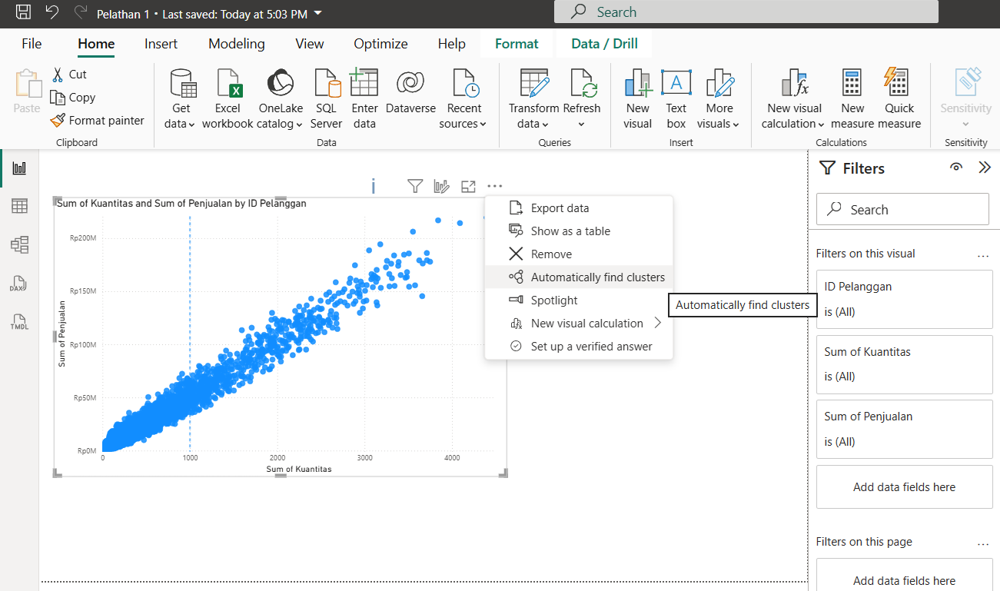 Pelathan 1 • Last saved: Today at 5:03 PM
Search
File Home Insert Modeling View Optimize Help Format Data / Drill
Paste
Cut
Copy
Format painter
Clipboard
Get data
Excel workbook
OneLake catalog
SQL Server
Enter data
Dataverse
Recent sources
Data
Transform data
Refresh
Queries
New visual
Text box
More visuals
Insert
New visual calculation
New measure
Quick measure
Calculations
Sensitivity
Sensitivity
DAX
TMDL
Sum of Kuantitas and Sum of Penjualan by ID Pelanggan
Sum of Penjualan
Rp200M
Rp150M
Rp100M
Rp50M
Rp0M
0 1000 2000 3000 4000
Sum of Kuantitas
Export data
Show as a table
Remove
Automatically find clusters
Spotlight
New visual calculation
Set up a verified answer
Automatically find clusters
Filters
Search
Filters on this visual
ID Pelanggan
is (All)
Sum of Kuantitas
is (All)
Sum of Penjualan
is (All)
Add data fields here
Filters on this page
Add data fields here